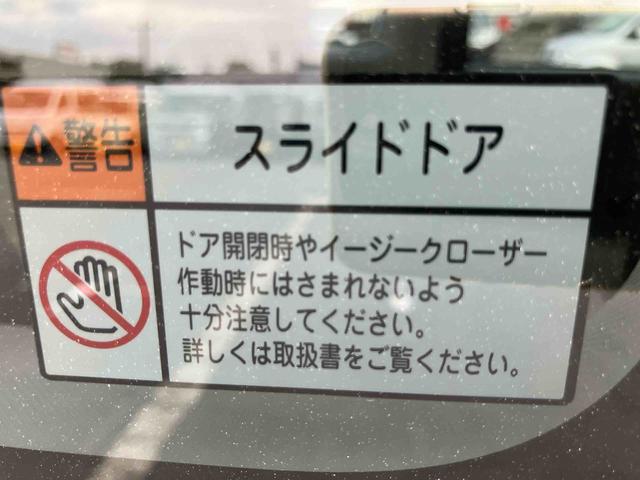 警告
スライドドア
ドア開閉時やイージークローザー
作動時にはさまれないよう
十分注意してください。
詳しくは取扱書をご覧ください。